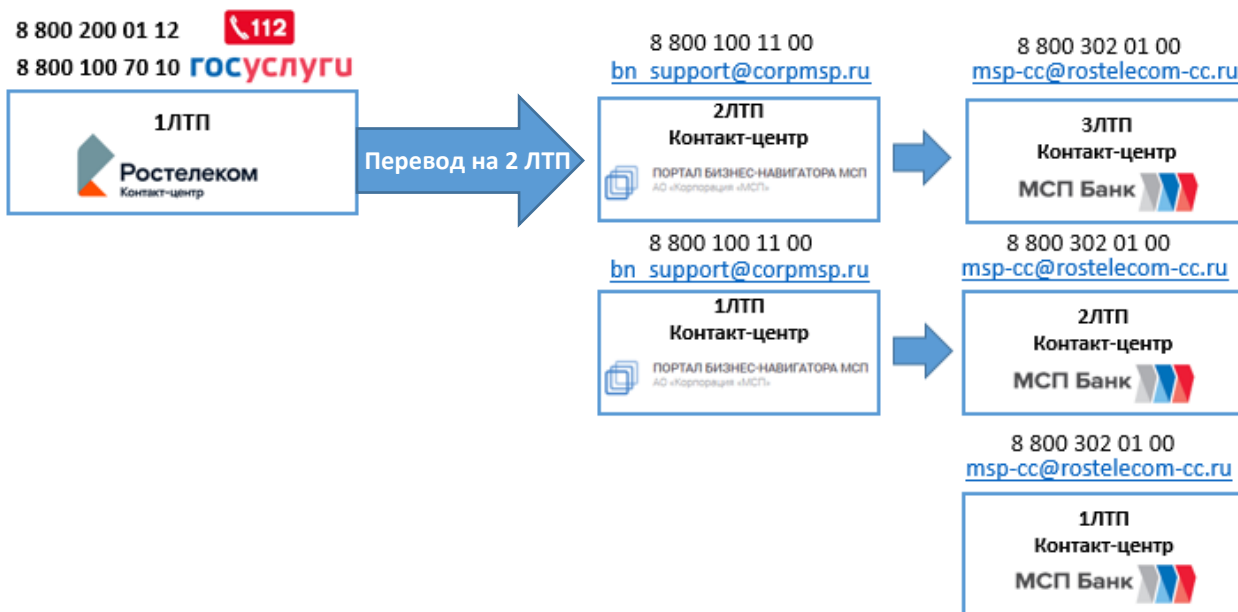 8 800 200 01 12
112
8 800 100 70 10 госуслуги
1ЛТП
Ростелеком
Контакт-центр
Перевод на 2 ЛТП
8 800 100 11 00
bn_support@corpmsp.ru
2ЛТП
Контакт-центр
ПОРТАЛ БИЗНЕС-НАВИГАТОРА МСП
АО «Корпорация «МСП»
8 800 302 01 00
msp-cc@rostelecom-cc.ru
3ЛТП
Контакт-центр
МСП Банк
8 800 100 11 00
bn_support@corpmsp.ru
1ЛТП
Контакт-центр
ПОРТАЛ БИЗНЕС-НАВИГАТОРА МСП
АО «Корпорация «МСП»
8 800 302 01 00
msp-cc@rostelecom-cc.ru
2ЛТП
Контакт-центр
МСП Банк
8 800 302 01 00
msp-cc@rostelecom-cc.ru
1ЛТП
Контакт-центр
МСП Банк